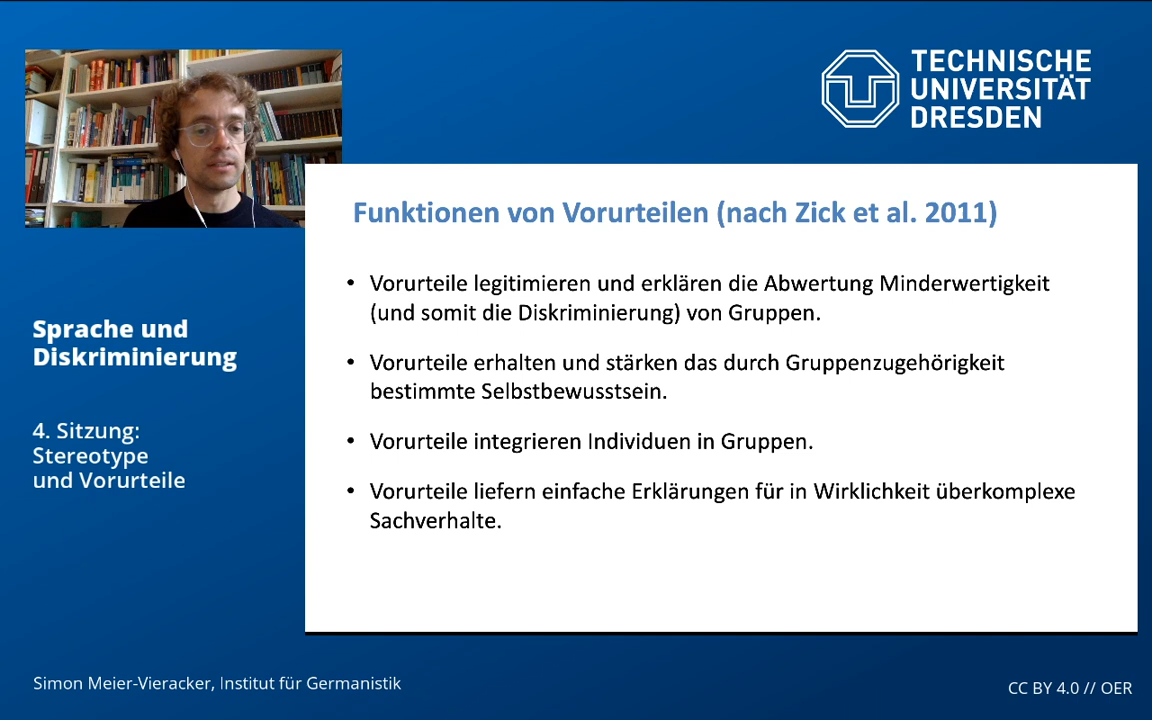 TECHNISCHE
UNIVERSITÄT
DRESDEN
Funktionen von Vorurteilen (nach Zick et al. 2011)
• Vorurteile legitimieren und erklären die Abwertung Minderwertigkeit
(und somit die Diskriminierung) von Gruppen.
• Vorurteile erhalten und stärken das durch Gruppenzugehörigkeit
bestimmte Selbstbewusstsein.
• Vorurteile integrieren Individuen in Gruppen.
• Vorurteile liefern einfache Erklärungen für in Wirklichkeit überkomplexe
Sachverhalte.
Sprache und
Diskriminierung
4. Sitzung:
Stereotype
und Vorurteile
Simon Meier-Vieracker, Institut für Germanistik
CC BY 4.0 // OER